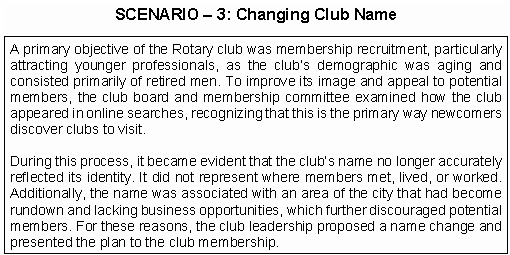 SCENARIO – 3: Changing Club Name
A primary objective of the Rotary club was membership recruitment, particularly
attracting younger professionals, as the club's demographic was aging and
consisted primarily of retired men. To improve its image and appeal to potential
members, the club board and membership committee examined how the club
appeared in online searches, recognizing that this is the primary way newcomers
discover clubs to visit.
During this process, it became evident that the club's name no longer accurately
reflected its identity. It did not represent where members met, lived, or worked.
Additionally, the name was associated with an area of the city that had become
rundown and lacking business opportunities, which further discouraged potential
members. For these reasons, the club leadership proposed a name change and
presented the plan to the club membership.